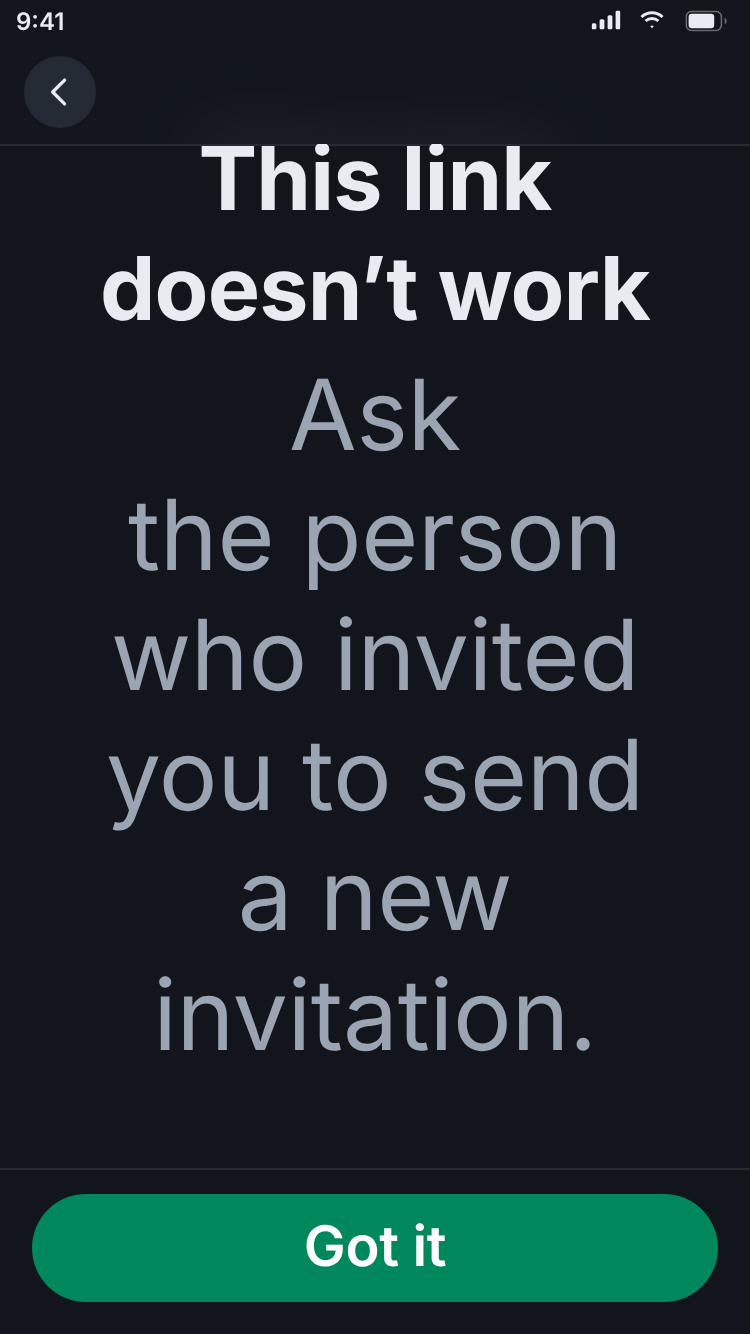 9:41
This link
doesn’t work
Ask
the person
who invited
you to send
a new
invitation.
Got it